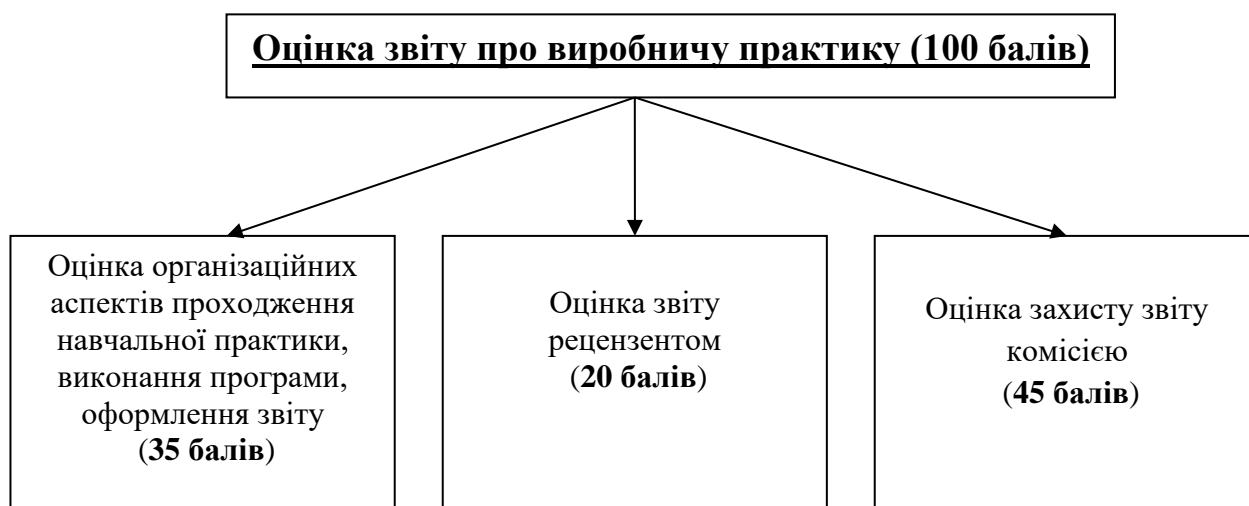 Оцінка звіту про виробничу практику (100 балів)
Оцінка організаційних
аспектів проходження
навчальної практики,
виконання програми,
оформлення звіту
(35 балів)
Оцінка звіту
рецензентом
(20 балів)
Оцінка захисту звіту
комісією
(45 балів)